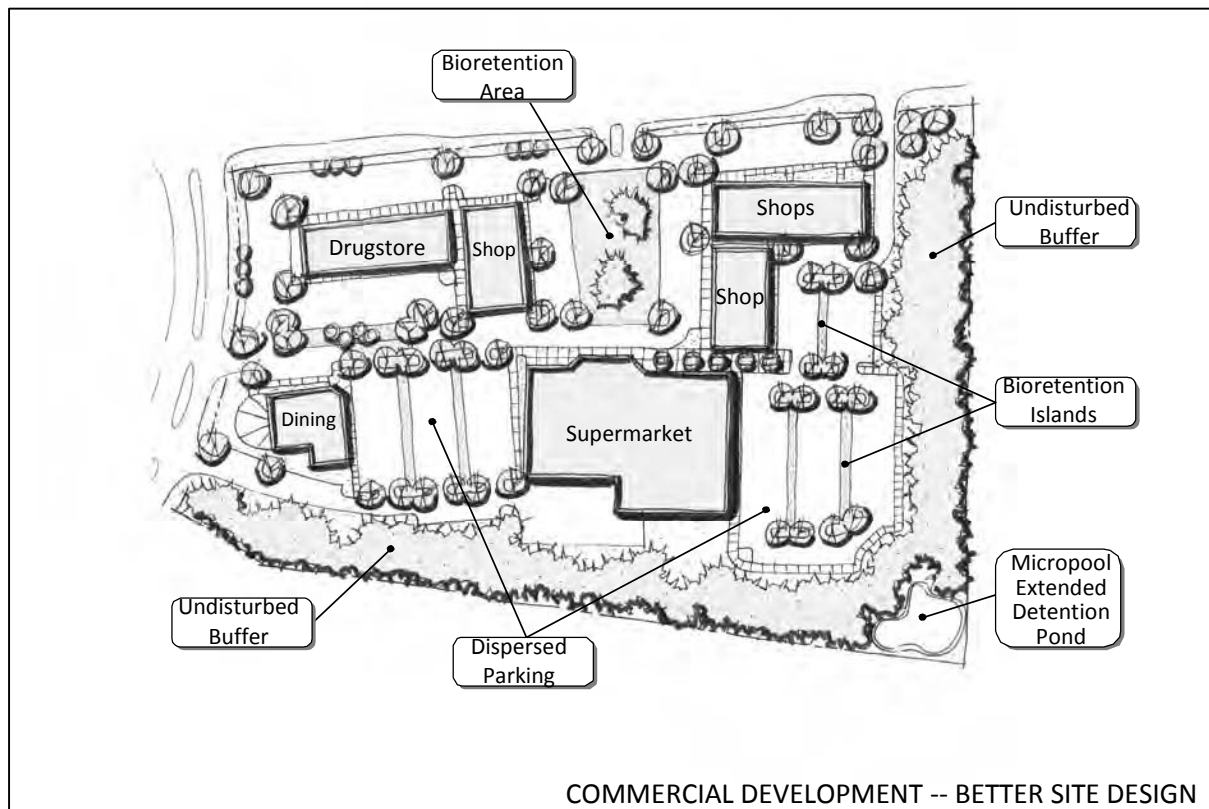 Bioretention
Area
Shops
Undisturbed
Buffer
Drugstore
Shop
Shop
Bioretention
Islands
Dining
Supermarket
Micropool
Extended
Detention
Pond
Undisturbed
Buffer
Dispersed
Parking
COMMERCIAL DEVELOPMENT -- BETTER SITE DESIGN